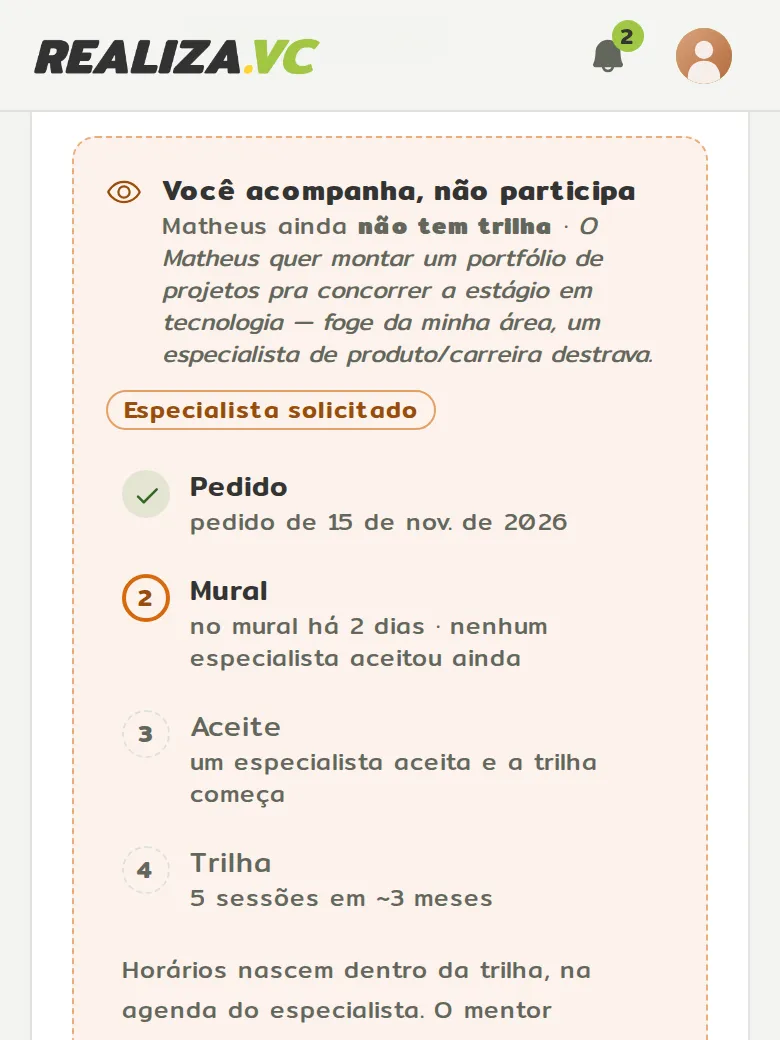 REALIZA.VC
2
Você acompanha, não participa
Matheus ainda não tem trilha · O
Matheus quer montar um portfólio de
projetos pra concorrer a estágio em
tecnologia — foge da minha área, um
especialista de produto/carreira destrava.
Especialista solicitado
Pedido
pedido de 15 de nov. de 2026
2
Mural
no mural há 2 dias · nenhum
especialista aceitou ainda
3
Aceite
um especialista aceita e a trilha
começa
4
Trilha
5 sessões em ~3 meses
Horários nascem dentro da trilha, na
agenda do especialista. O mentor